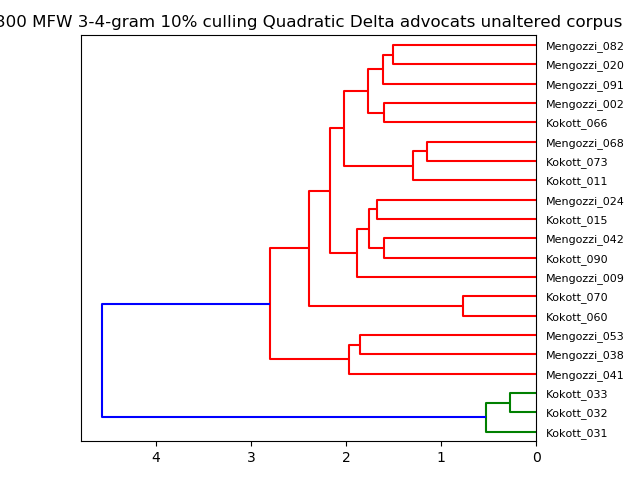 300 MFW 3-4-gram 10% culling Quadratic Delta advocats unaltered corpus
Mengozzi_082
Mengozzi_020
Mengozzi_091
Mengozzi_002
Kokott_066
Mengozzi_068
Kokott_073
Kokott_011
Mengozzi_024
Kokott_015
Mengozzi_042
Kokott_090
Mengozzi_009
Kokott_070
Kokott_060
Mengozzi_053
Mengozzi_038
Mengozzi_041
Kokott_033
Kokott_032
Kokott_031
4 3 2 1 0